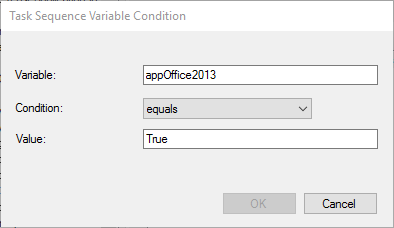 Task Sequence Variable Condition
Variable: appOffice2013
Condition: equals
Value: True
OK Cancel